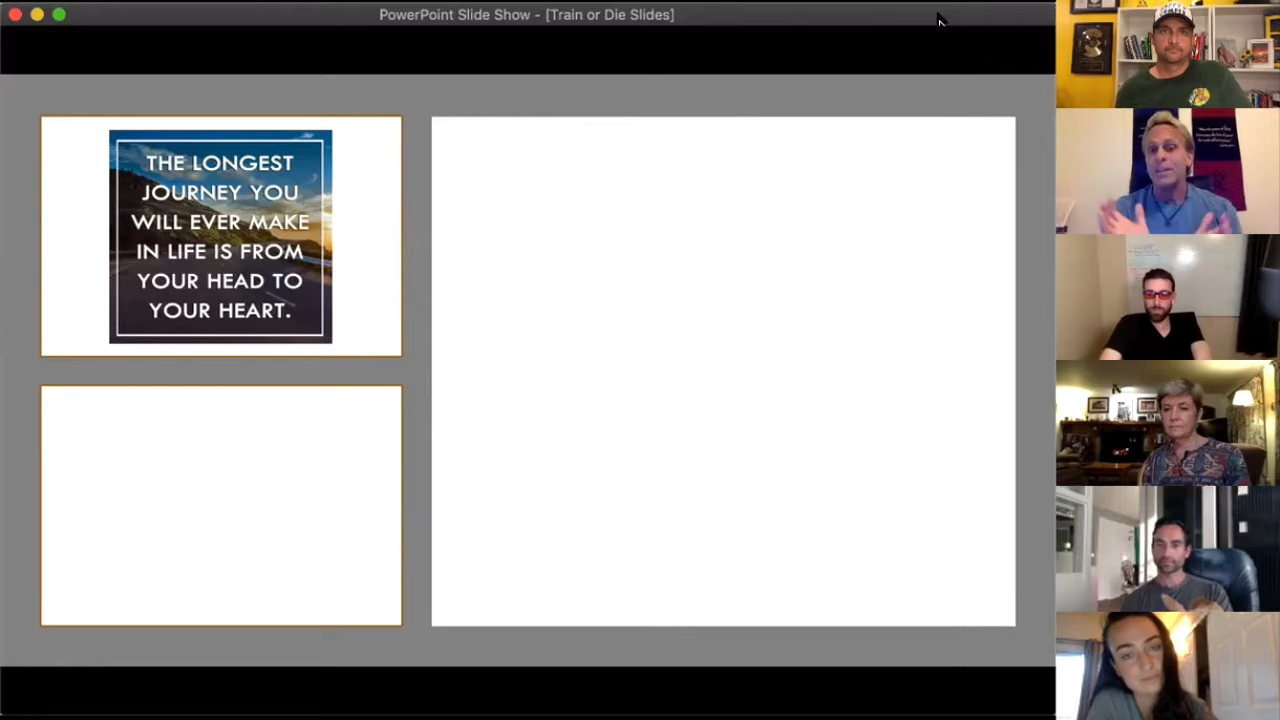 PowerPoint Slide Show - [Train or Die Slides]
THE LONGEST
JOURNEY YOU
WILL EVER MAKE
IN LIFE IS FROM
YOUR HEAD TO
YOUR HEART.